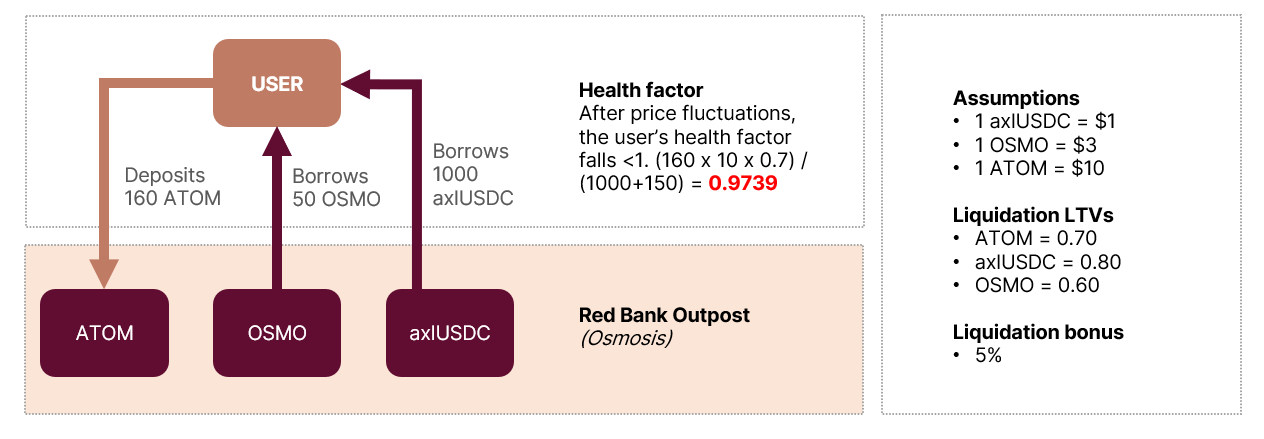 USER
Deposits
160 ATOM
Borrows
50 OSMO
Borrows
1000
axlUSDC
Health factor
After price fluctuations,
the user’s health factor
falls <1. (160 x 10 x 0.7) /
(1000+150) = 0.9739
ATOM
OSMO
axlUSDC
Red Bank Outpost
(Osmosis)
Assumptions
• 1 axlUSDC = $1
• 1 OSMO = $3
• 1 ATOM = $10
Liquidation LTVs
• ATOM = 0.70
• axlUSDC = 0.80
• OSMO = 0.60
Liquidation bonus
• 5%